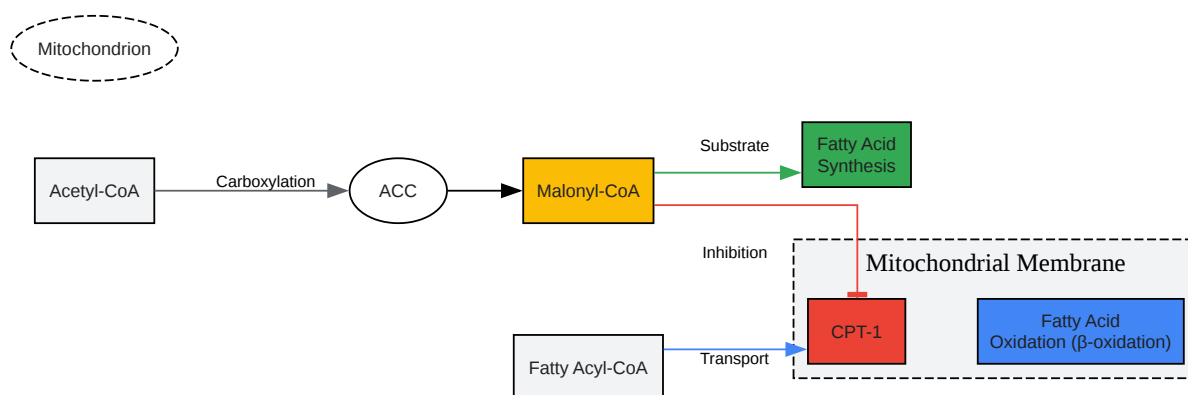 Mitochondrion
Acetyl-CoA
Carboxylation
ACC
Malonyl-CoA
Substrate
Fatty Acid
Synthesis
Inhibition
Mitochondrial Membrane
CPT-1
Fatty Acid
Oxidation (β-oxidation)
Fatty Acyl-CoA
Transport